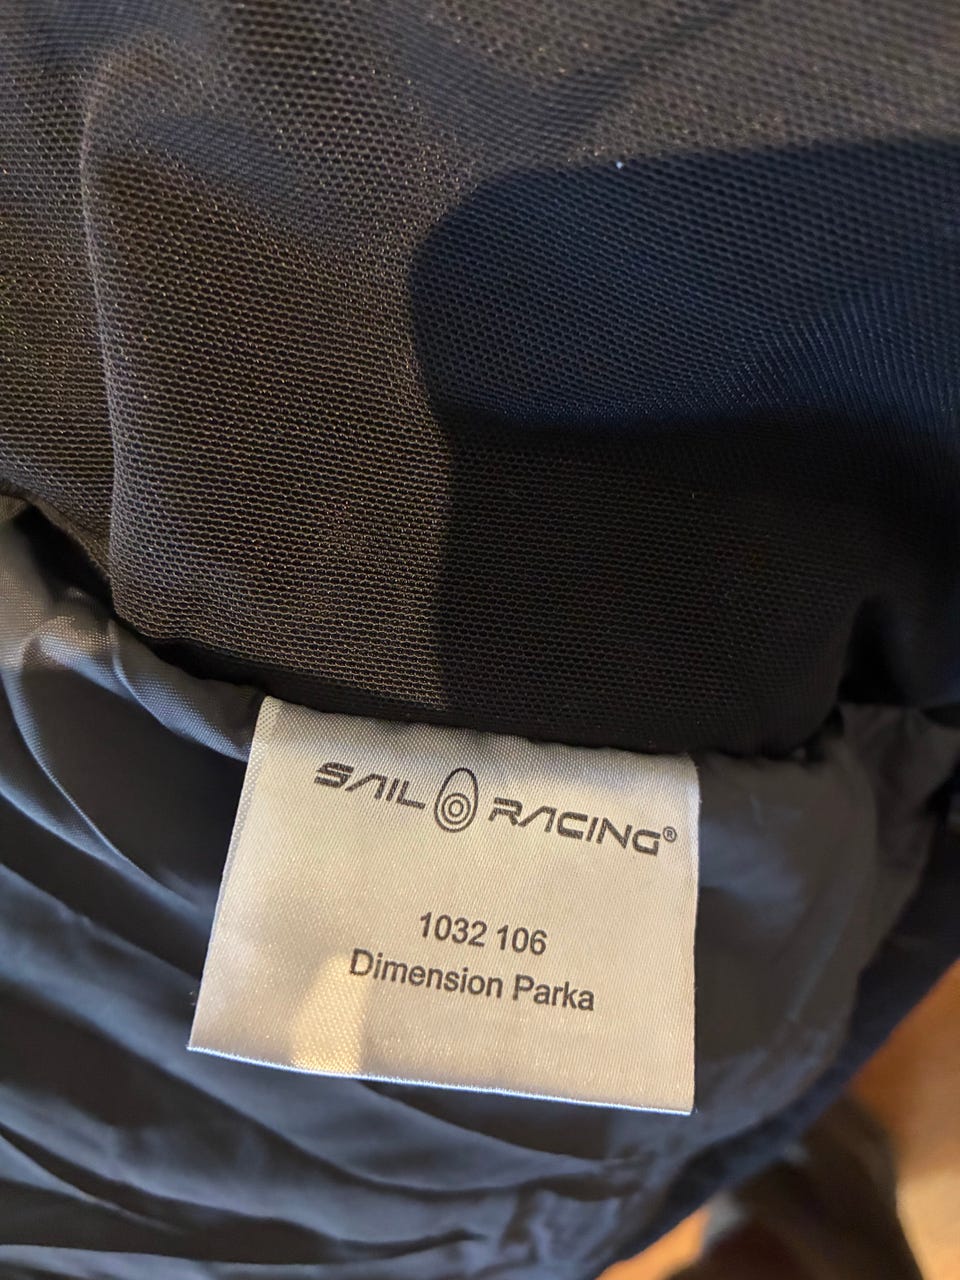 SAIL RACING®
1032 106
Dimension Parka